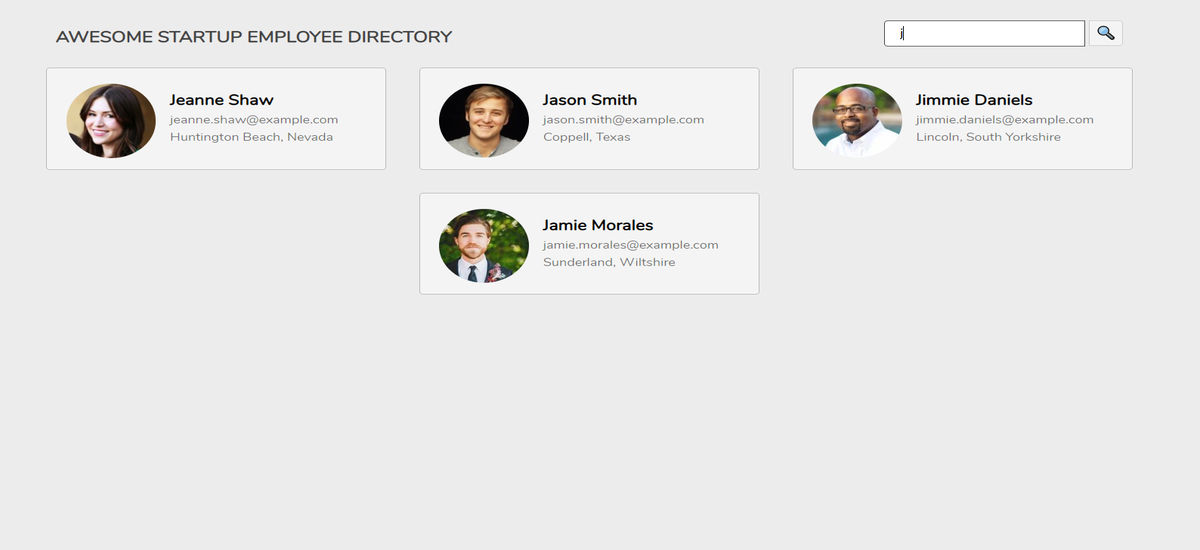 AWESOME STARTUP EMPLOYEE DIRECTORY
j
Jeanne Shaw
jeanne.shaw@example.com
Huntington Beach, Nevada
Jason Smith
jason.smith@example.com
Coppell, Texas
Jimmie Daniels
jimmie.daniels@example.com
Lincoln, South Yorkshire
Jamie Morales
jamie.morales@example.com
Sunderland, Wiltshire